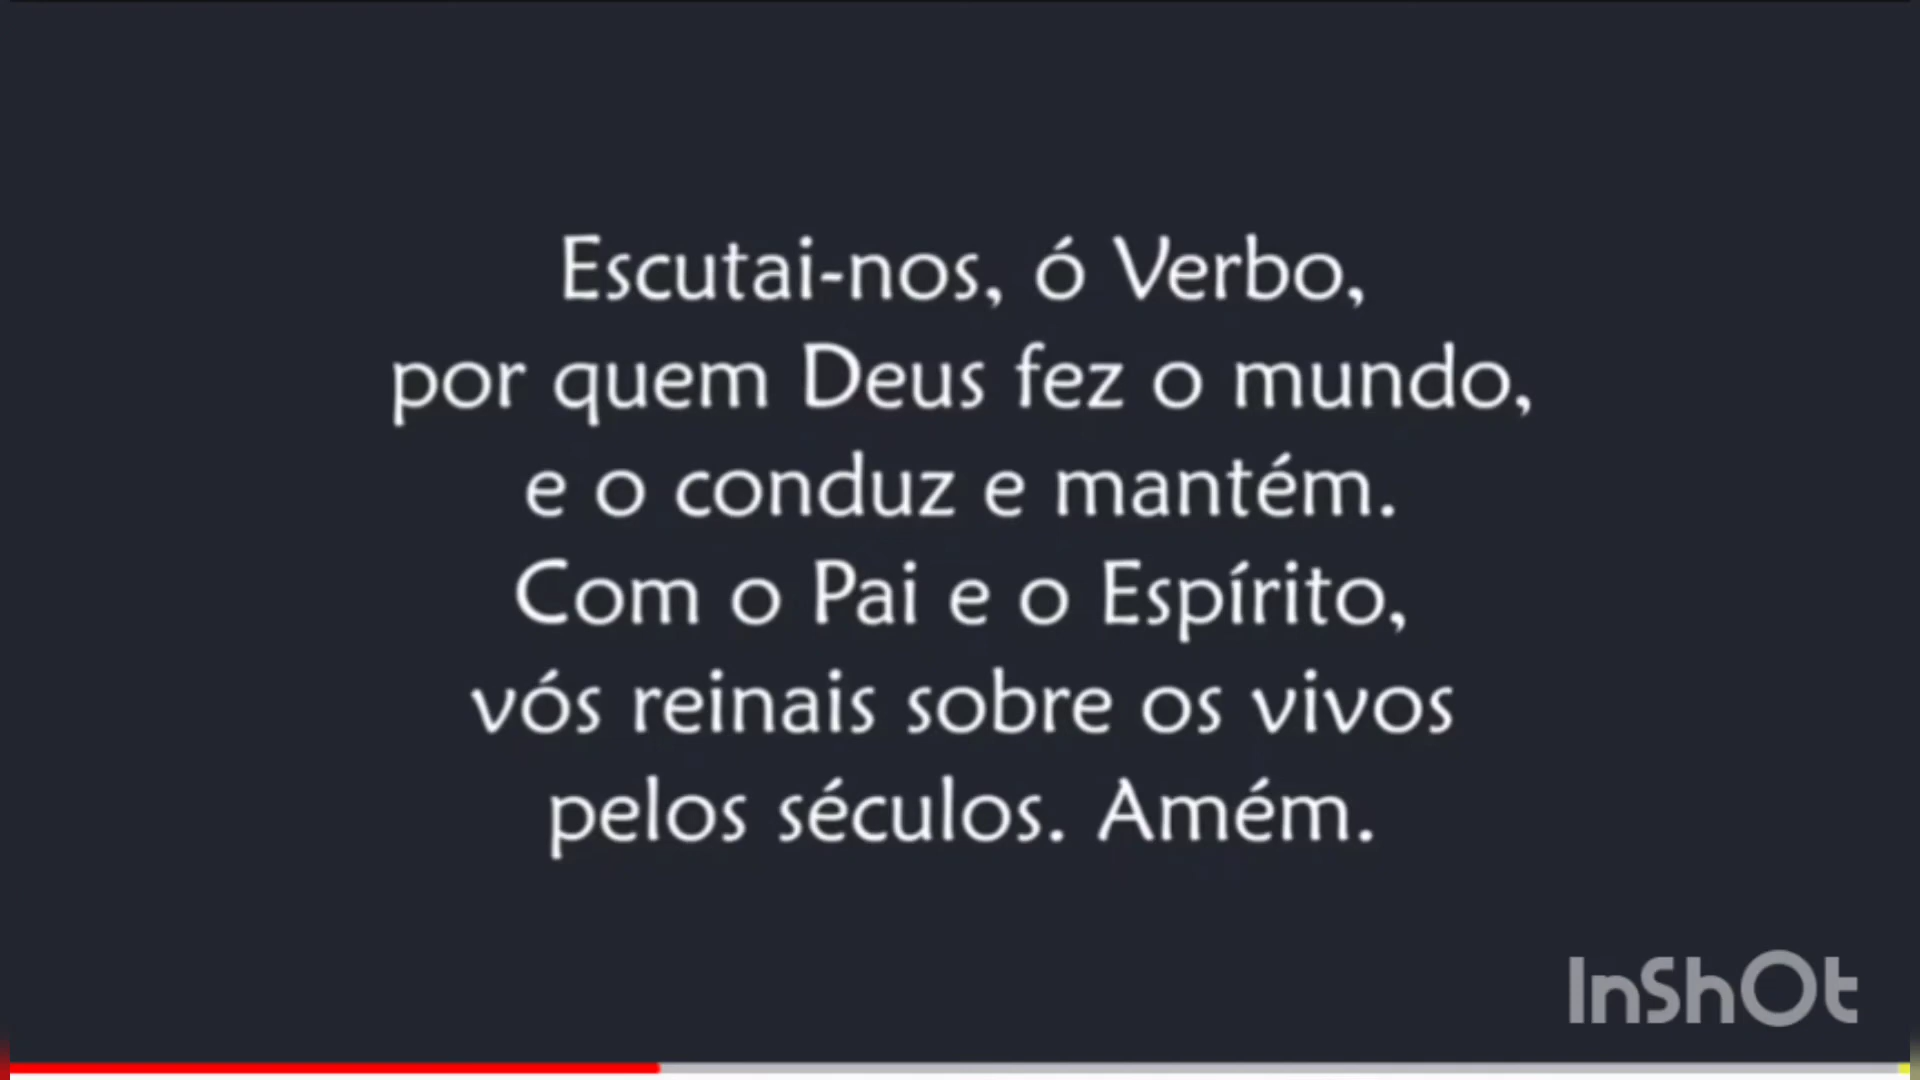 Escutai-nos, ó Verbo,
por quem Deus fez o mundo,
e o conduz e mantém.
Com o Pai e o Espírito,
vós reinais sobre os vivos
pelos séculos. Amém.
InShOt